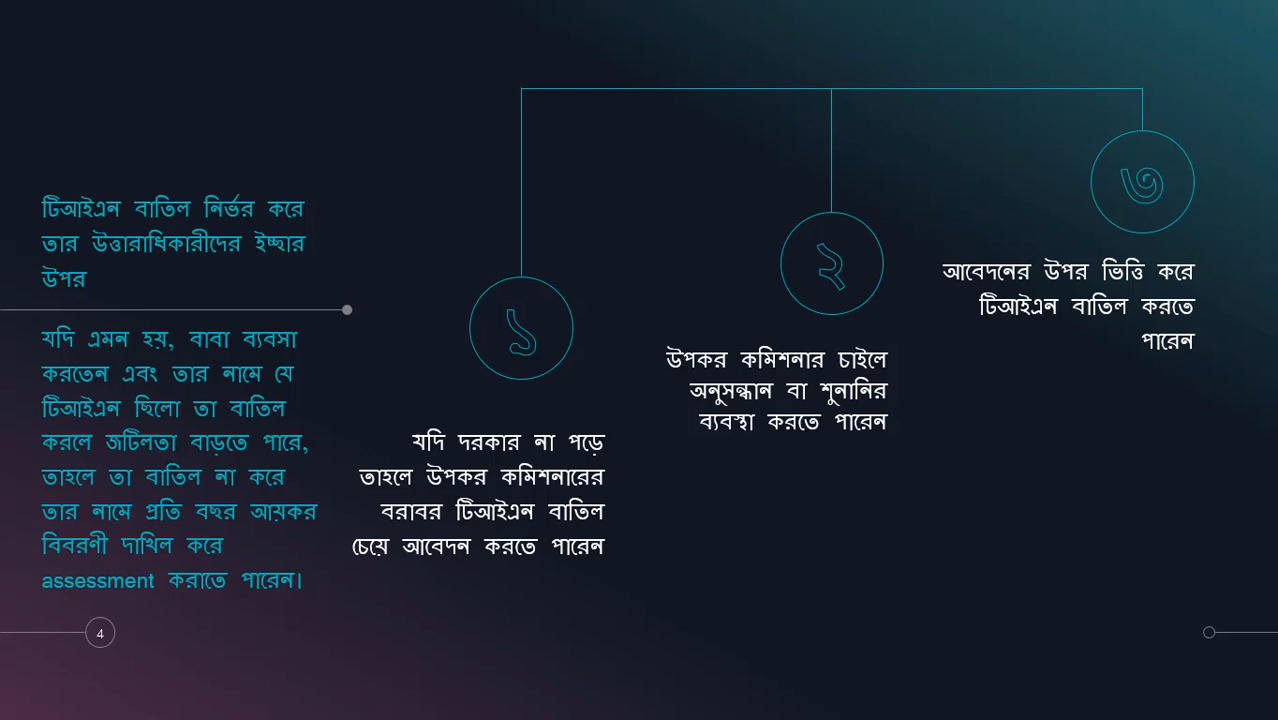 টিআইএন বাতিল নির্ভর করে
তার উত্তারাধিকারীদের ইচ্ছার
উপর
যদি এমন হয়, বাবা ব্যবসা
করতেন এবং তার নামে যে
টিআইএন ছিলো তা বাতিল
করলে জটিলতা বাড়তে পারে,
তাহলে তা বাতিল না করে
তার নামে প্রতি বছর আয়কর
বিবরণী দাখিল করে
assessment করাতে পারেন।
১
যদি দরকার না পড়ে
তাহলে উপকর কমিশনারের
বরাবর টিআইএন বাতিল
চেয়ে আবেদন করতে পারেন
২
উপকর কমিশনার চাইলে
অনুসন্ধান বা শুনানির
ব্যবস্থা করতে পারেন
৩
আবেদনের উপর ভিত্তি করে
টিআইএন বাতিল করতে
পারেন
4